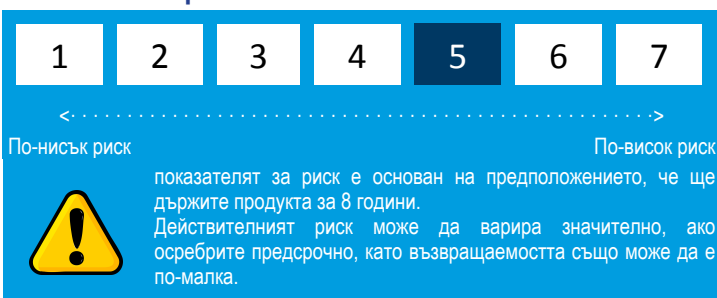 1 2 3 4 5 6 7
<· · · · · · · · · · · · · · · · · · · · · · · · · · · · · · · · · · · · · · · · · · · · · · · · · · · ·>
По-нисък риск По-висок риск
показателят за риск е основан на предположението, че ще
държите продукта за 8 години.
Действителният риск може да варира значително, ако
осребрите предсрочно, като възвращаемостта също може да е
по-малка.